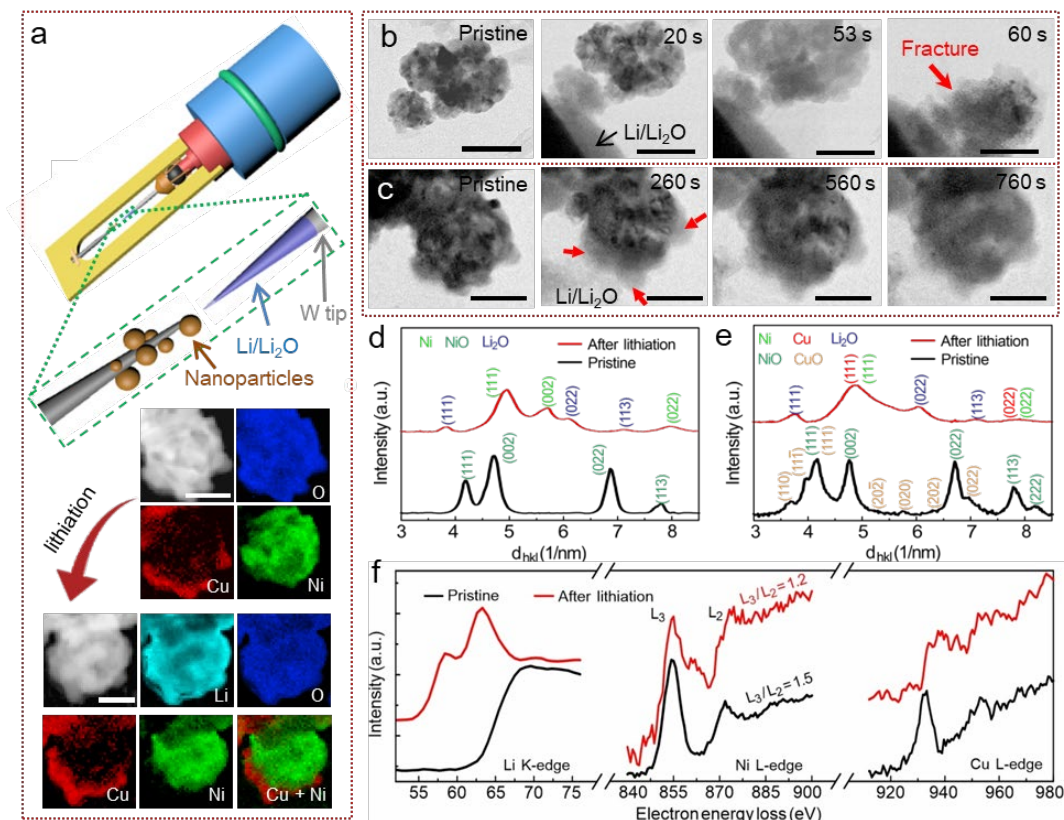 a
W tip
Li/Li₂O
Nanoparticles
O
lithiation
Cu
Ni
Li
O
Cu
Ni
Cu + Ni
b
Pristine
20 s
53 s
60 s
Fracture
Li/Li₂O
c
Pristine
260 s
560 s
760 s
Li/Li₂O
d
Ni NiO Li₂O
After lithiation
Pristine
(111)
(111)
(002)
(022)
(113)
(022)
(111)
(002)
(022)
(113)
Intensity (a.u.)
3 4 5 6 7 8
d_hkl (1/nm)
e
Ni Cu Li₂O
NiO CuO
After lithiation
Pristine
(111)
(111)
(111)
(022)
(113)
(022)
(022)
(110)
(111̄)
(111)
(111)
(002)
(202̄)
(020)
(202)
(022)
(022)
(113)
(222)
Intensity (a.u.)
3 4 5 6 7 8
d_hkl (1/nm)
f
Pristine
After lithiation
L₃
L₂
L₃/L₂=1.2
L₃/L₂=1.5
Li K-edge
Ni L-edge
Cu L-edge
Intensity (a.u.)
55 60 65 70 75 840 860 880 900 920 940 960 980
Electron energy loss (eV)